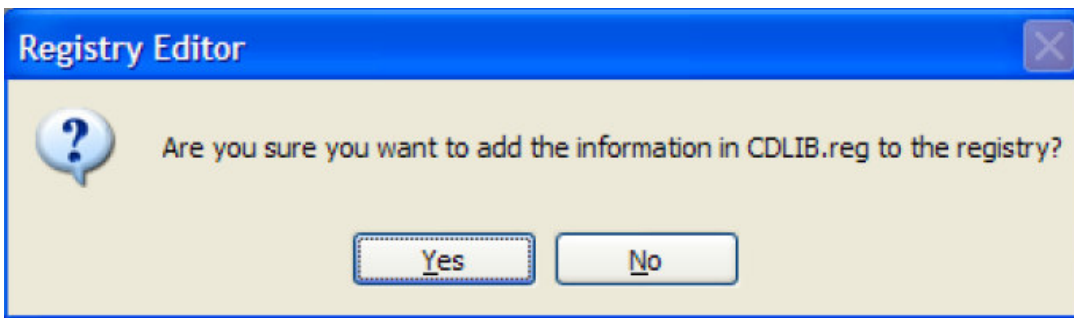 Registry Editor
Are you sure you want to add the information in CDLIB.reg to the registry?
Yes
No